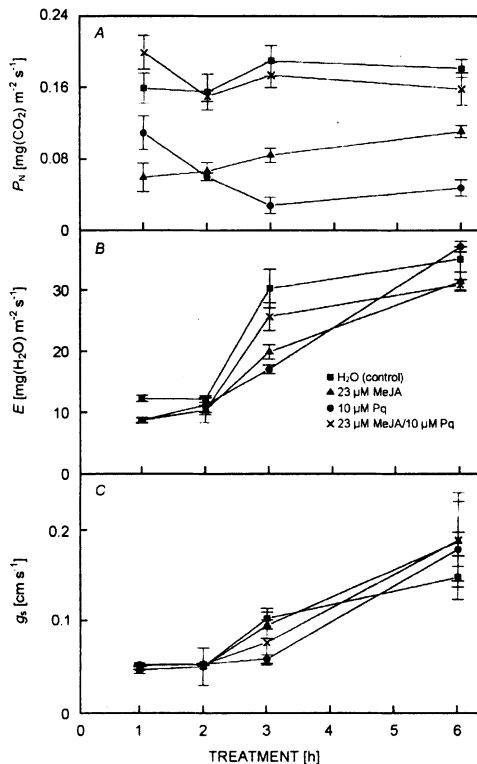 0.24
A
0.16
0.08
0
P_N [mg(CO₂) m⁻² s⁻¹]
B
30
20
10
0
E [mg(H₂O) m⁻² s⁻¹]
H₂O (control)
23 µM MeJA
10 µM Pq
23 µM MeJA/10 µM Pq
C
0.2
0.1
0
g_s [cm s⁻¹]
1 2 3 4 5 6
TREATMENT [h]